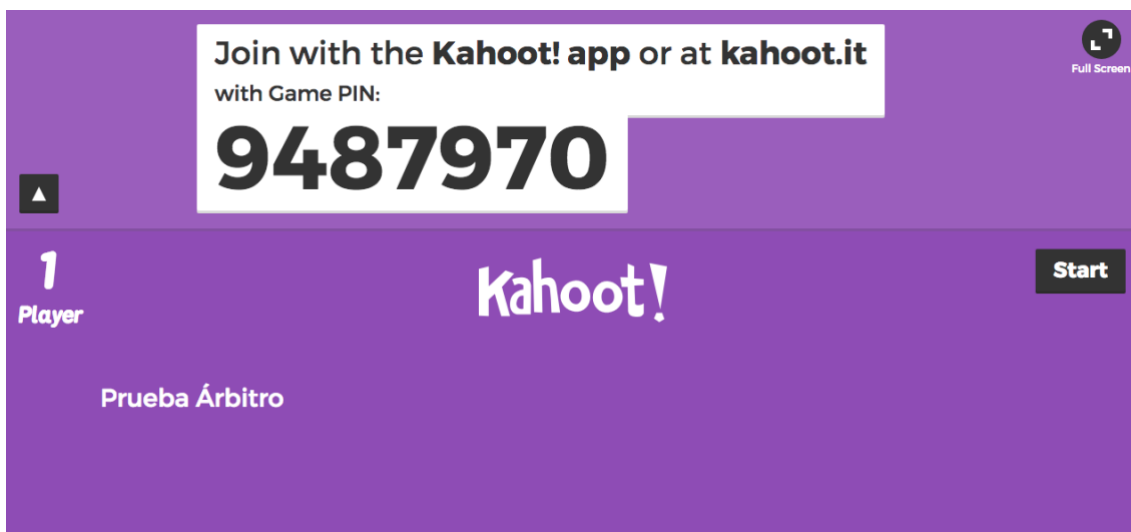 Join with the Kahoot! app or at kahoot.it
with Game PIN:
9487970
Full Screen
1
Player
Kahoot!
Start
Prueba Árbitro